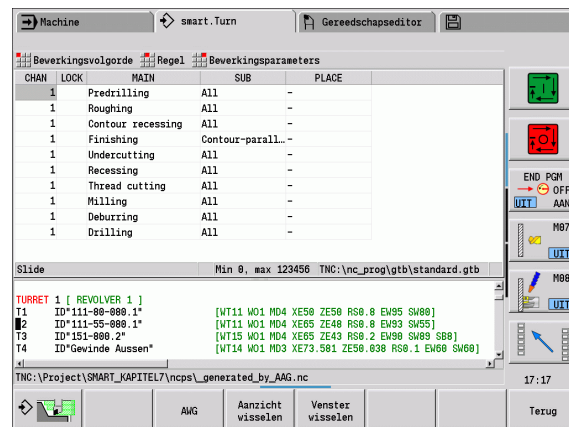 Machine
smart.Turn
Gereedschapseditor
Bewerkingsvolgorde Regel Bewerkingsparameters
CHAN LOCK MAIN SUB PLACE
1 Predrilling All –
1 Roughing All –
1 Contour recessing All –
1 Finishing Contour-parall…–
1 Undercutting All –
1 Recessing All –
1 Thread cutting All –
1 Milling All –
1 Deburring All –
1 Drilling All –
Slide Min 0, max 123456 TNC:\nc_prog\gtb\standard.gtb
TURRET 1 [ REVOLVER 1 ]
T1 ID"111-80-080.1" [WT11 WO1 MD4 XE50 ZE50 RS0.8 EW95 SW80]
2 ID"111-55-080.1" [WT11 WO1 MD4 XE65 ZE48 RS0.8 EW93 SW55]
T3 ID"151-800.2" [WT15 WO1 MD4 XE65 ZE43 RS0.2 EW90 SW89 SB8]
T4 ID"Gewinde Aussen" [WT14 WO1 MD3 XE73.581 ZE50.038 RS0.1 EW60 SW60]
TNC:\Project\SMART_KAPITEL7\ncps\_generated_by_AAG.nc
END PGM
OFF
UIT AAN
M07
UIT
M08
UIT
17:17
AWG
Aanzicht wisselen
Venster wisselen
Terug